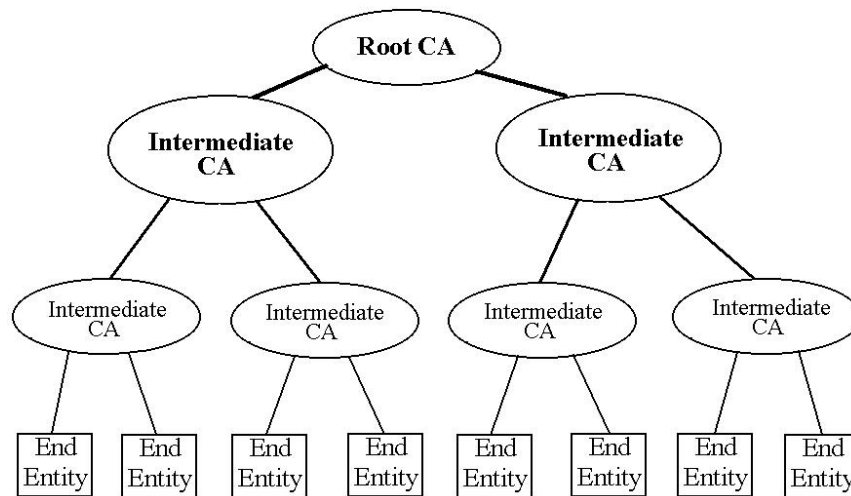 Root CA
Intermediate
CA
Intermediate
CA
Intermediate
CA
Intermediate
CA
Intermediate
CA
Intermediate
CA
End
Entity
End
Entity
End
Entity
End
Entity
End
Entity
End
Entity
End
Entity
End
Entity